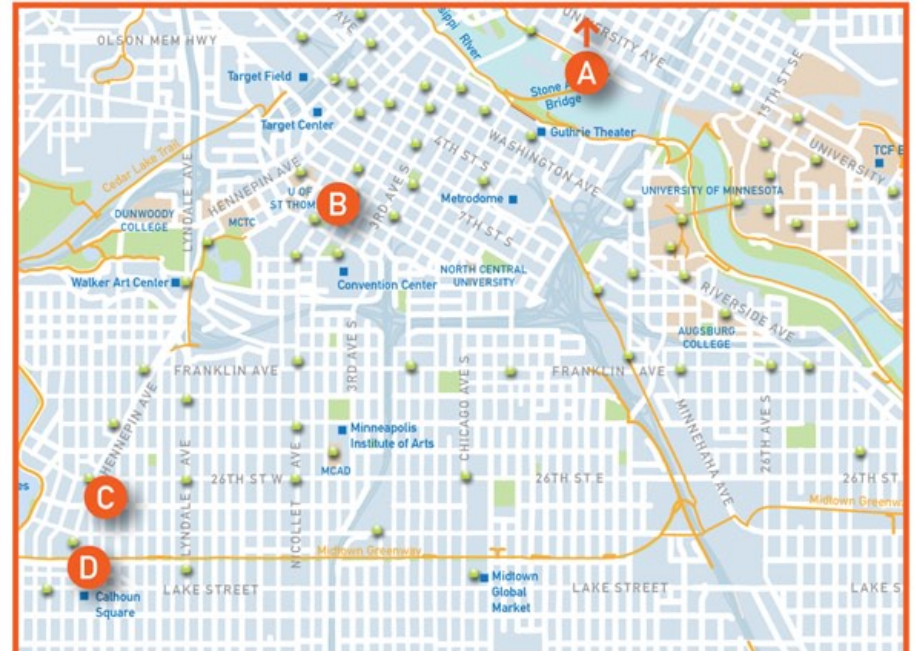 UNIVERSITY AVE
OLSON MEM HWY
River
A
Target Field
Stone
Bridge
15TH ST SE
Target Center
Guthrie Theater
WASHINGTON AVE
4TH ST S
UNIVERSITY
TCF
Cedar Lake Trail
HENNEPIN AVE
LYNDALE AVE
U OF
ST THOM
B
3RD AVE S
Metrodome
UNIVERSITY OF MINNESOTA
DUNWOODY
COLLEGE
MCTC
7TH ST S
Walker Art Center
Convention Center
NORTH CENTRAL
UNIVERSITY
RIVERSIDE AVE
AUGSBURG
COLLEGE
3RD AVE S
FRANKLIN AVE
FRANKLIN AVE
HENNEPIN AVE
CHICAGO AVE S
MINNEHAHA AVE
26TH AVE S
Minneapolis
Institute of Arts
MCAD
LYNDALE AVE
26TH ST W
NICOLLET AVE
26TH ST E
26TH ST
C
Midtown Greenway
Midtown Greenw
D
LAKE STREET
Midtown
Global
Market
LAKE STREET
LAKE S
Calhoun
Square